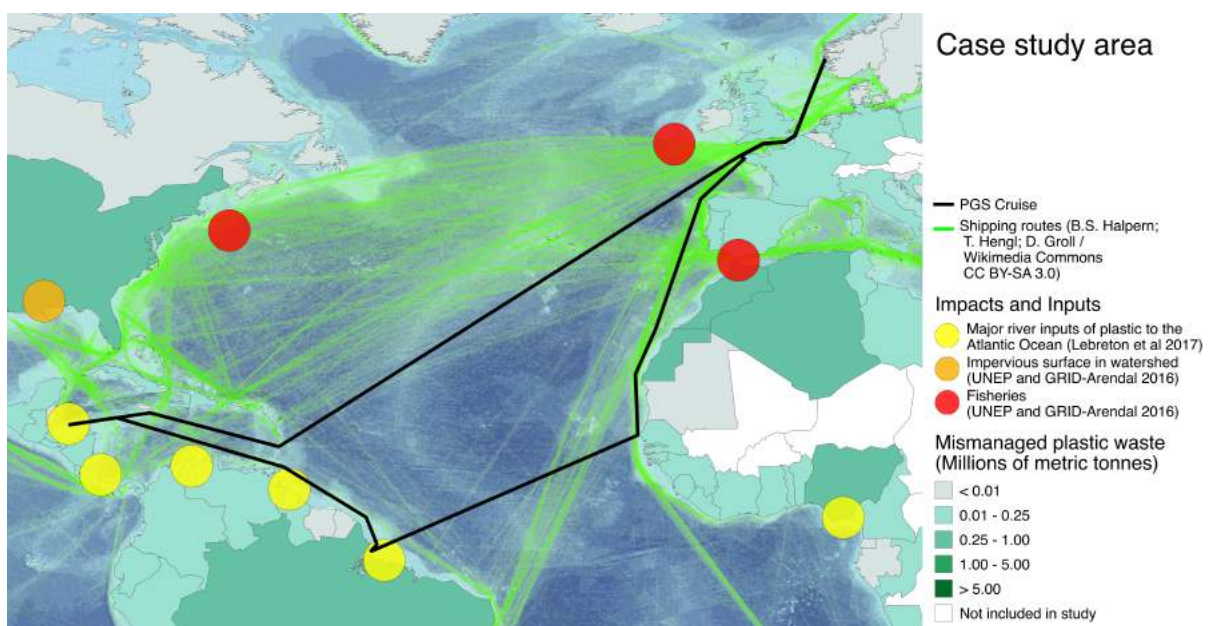 Case study area
PGS Cruise
Shipping routes (B.S. Halpern;
T. Hengl; D. Groll /
Wikimedia Commons
CC BY-SA 3.0)
Impacts and Inputs
Major river inputs of plastic to the
Atlantic Ocean (Lebreton et al 2017)
Impervious surface in watershed
(UNEP and GRID-Arendal 2016)
Fisheries
(UNEP and GRID-Arendal 2016)
Mismanaged plastic waste
(Millions of metric tonnes)
< 0.01
0.01 - 0.25
0.25 - 1.00
1.00 - 5.00
> 5.00
Not included in study